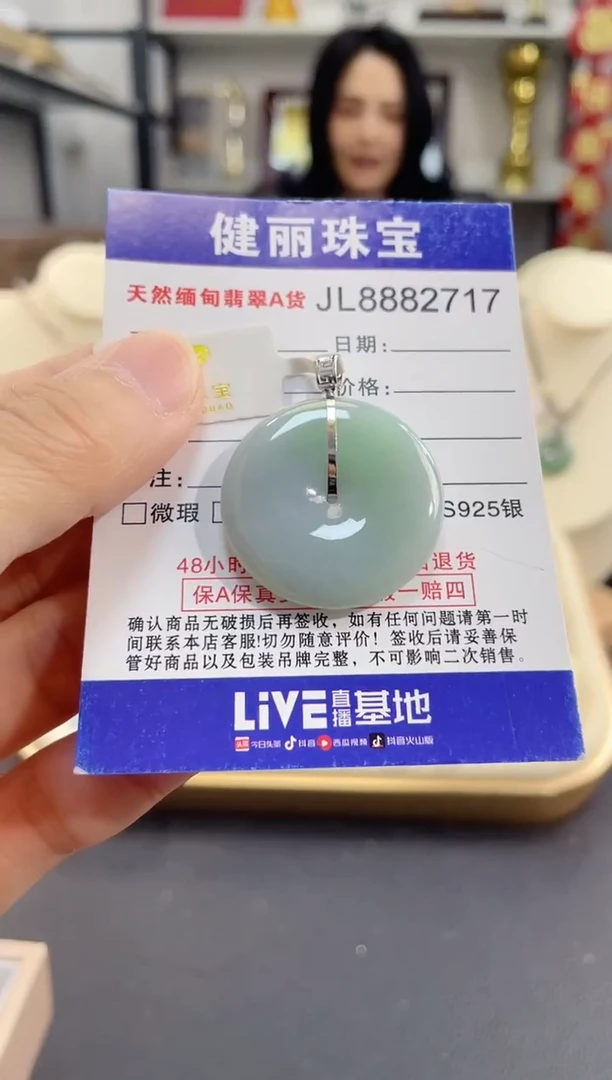 健丽珠宝
天然缅甸翡翠A货 JL8882717
日期：
价格：
宝
注：
□微瑕 S925银
48小时 退货
保A保真 一赔四
确认商品无破损后再签收，如有任何问题请第一时
间联系本店客服!切勿随意评价！签收后请妥善保
管好商品以及包装吊牌完整，不可影响二次销售。
LiVE直播基地
头条 今日头条 抖音 西瓜视频 抖音火山版